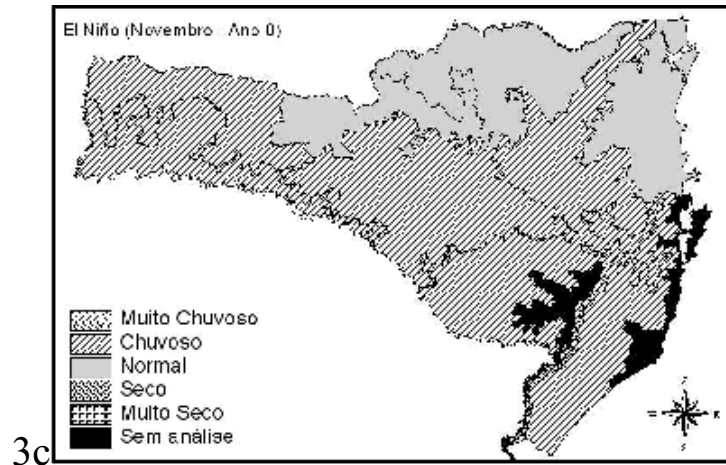 El Niño (Novembro - Ano 0)
Muito Chuvoso
Chuvoso
Normal
Seco
Muito Seco
Sem análise
3c